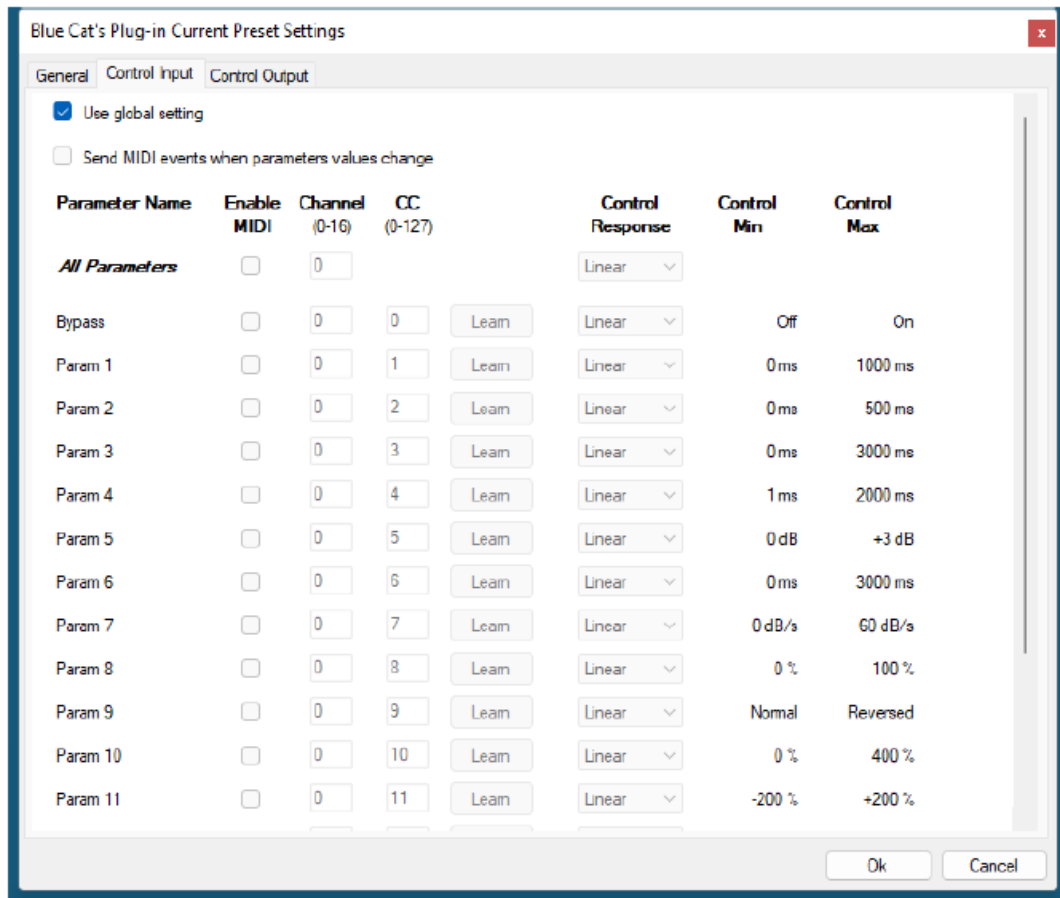 Blue Cat's Plug-in Current Preset Settings x
General Control Input Control Output
Use global setting
Send MIDI events when parameters values change
Parameter Name Enable Channel CC Control Control Control
MIDI (0-16) (0-127) Response Min Max
All Parameters 0 Linear
Bypass 0 0 Learn Linear Off On
Param 1 0 1 Learn Linear 0 ms 1000 ms
Param 2 0 2 Learn Linear 0 ms 500 ms
Param 3 0 3 Learn Linear 0 ms 3000 ms
Param 4 0 4 Learn Linear 1 ms 2000 ms
Param 5 0 5 Learn Linear 0 dB +3 dB
Param 6 0 6 Learn Linear 0 ms 3000 ms
Param 7 0 7 Learn Linear 0 dB/s 60 dB/s
Param 8 0 8 Learn Linear 0 % 100 %
Param 9 0 9 Learn Linear Normal Reversed
Param 10 0 10 Learn Linear 0 % 400 %
Param 11 0 11 Learn Linear -200 % +200 %
Ok Cancel